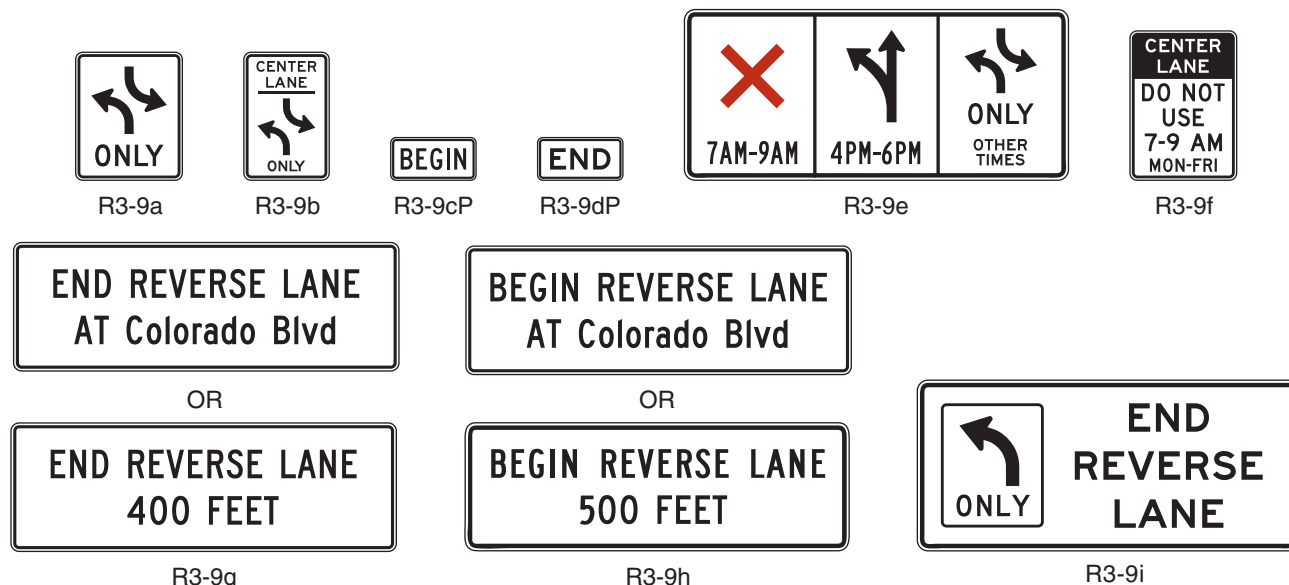 ONLY
R3-9a
CENTER
LANE
ONLY
R3-9b
BEGIN
R3-9cP
END
R3-9dP
7AM-9AM
4PM-6PM
ONLY
OTHER
TIMES
R3-9e
CENTER
LANE
DO NOT
USE
7-9 AM
MON-FRI
R3-9f
END REVERSE LANE
AT Colorado Blvd
OR
END REVERSE LANE
400 FEET
R3-9g
BEGIN REVERSE LANE
AT Colorado Blvd
OR
BEGIN REVERSE LANE
500 FEET
R3-9h
ONLY
END
REVERSE
LANE
R3-9i